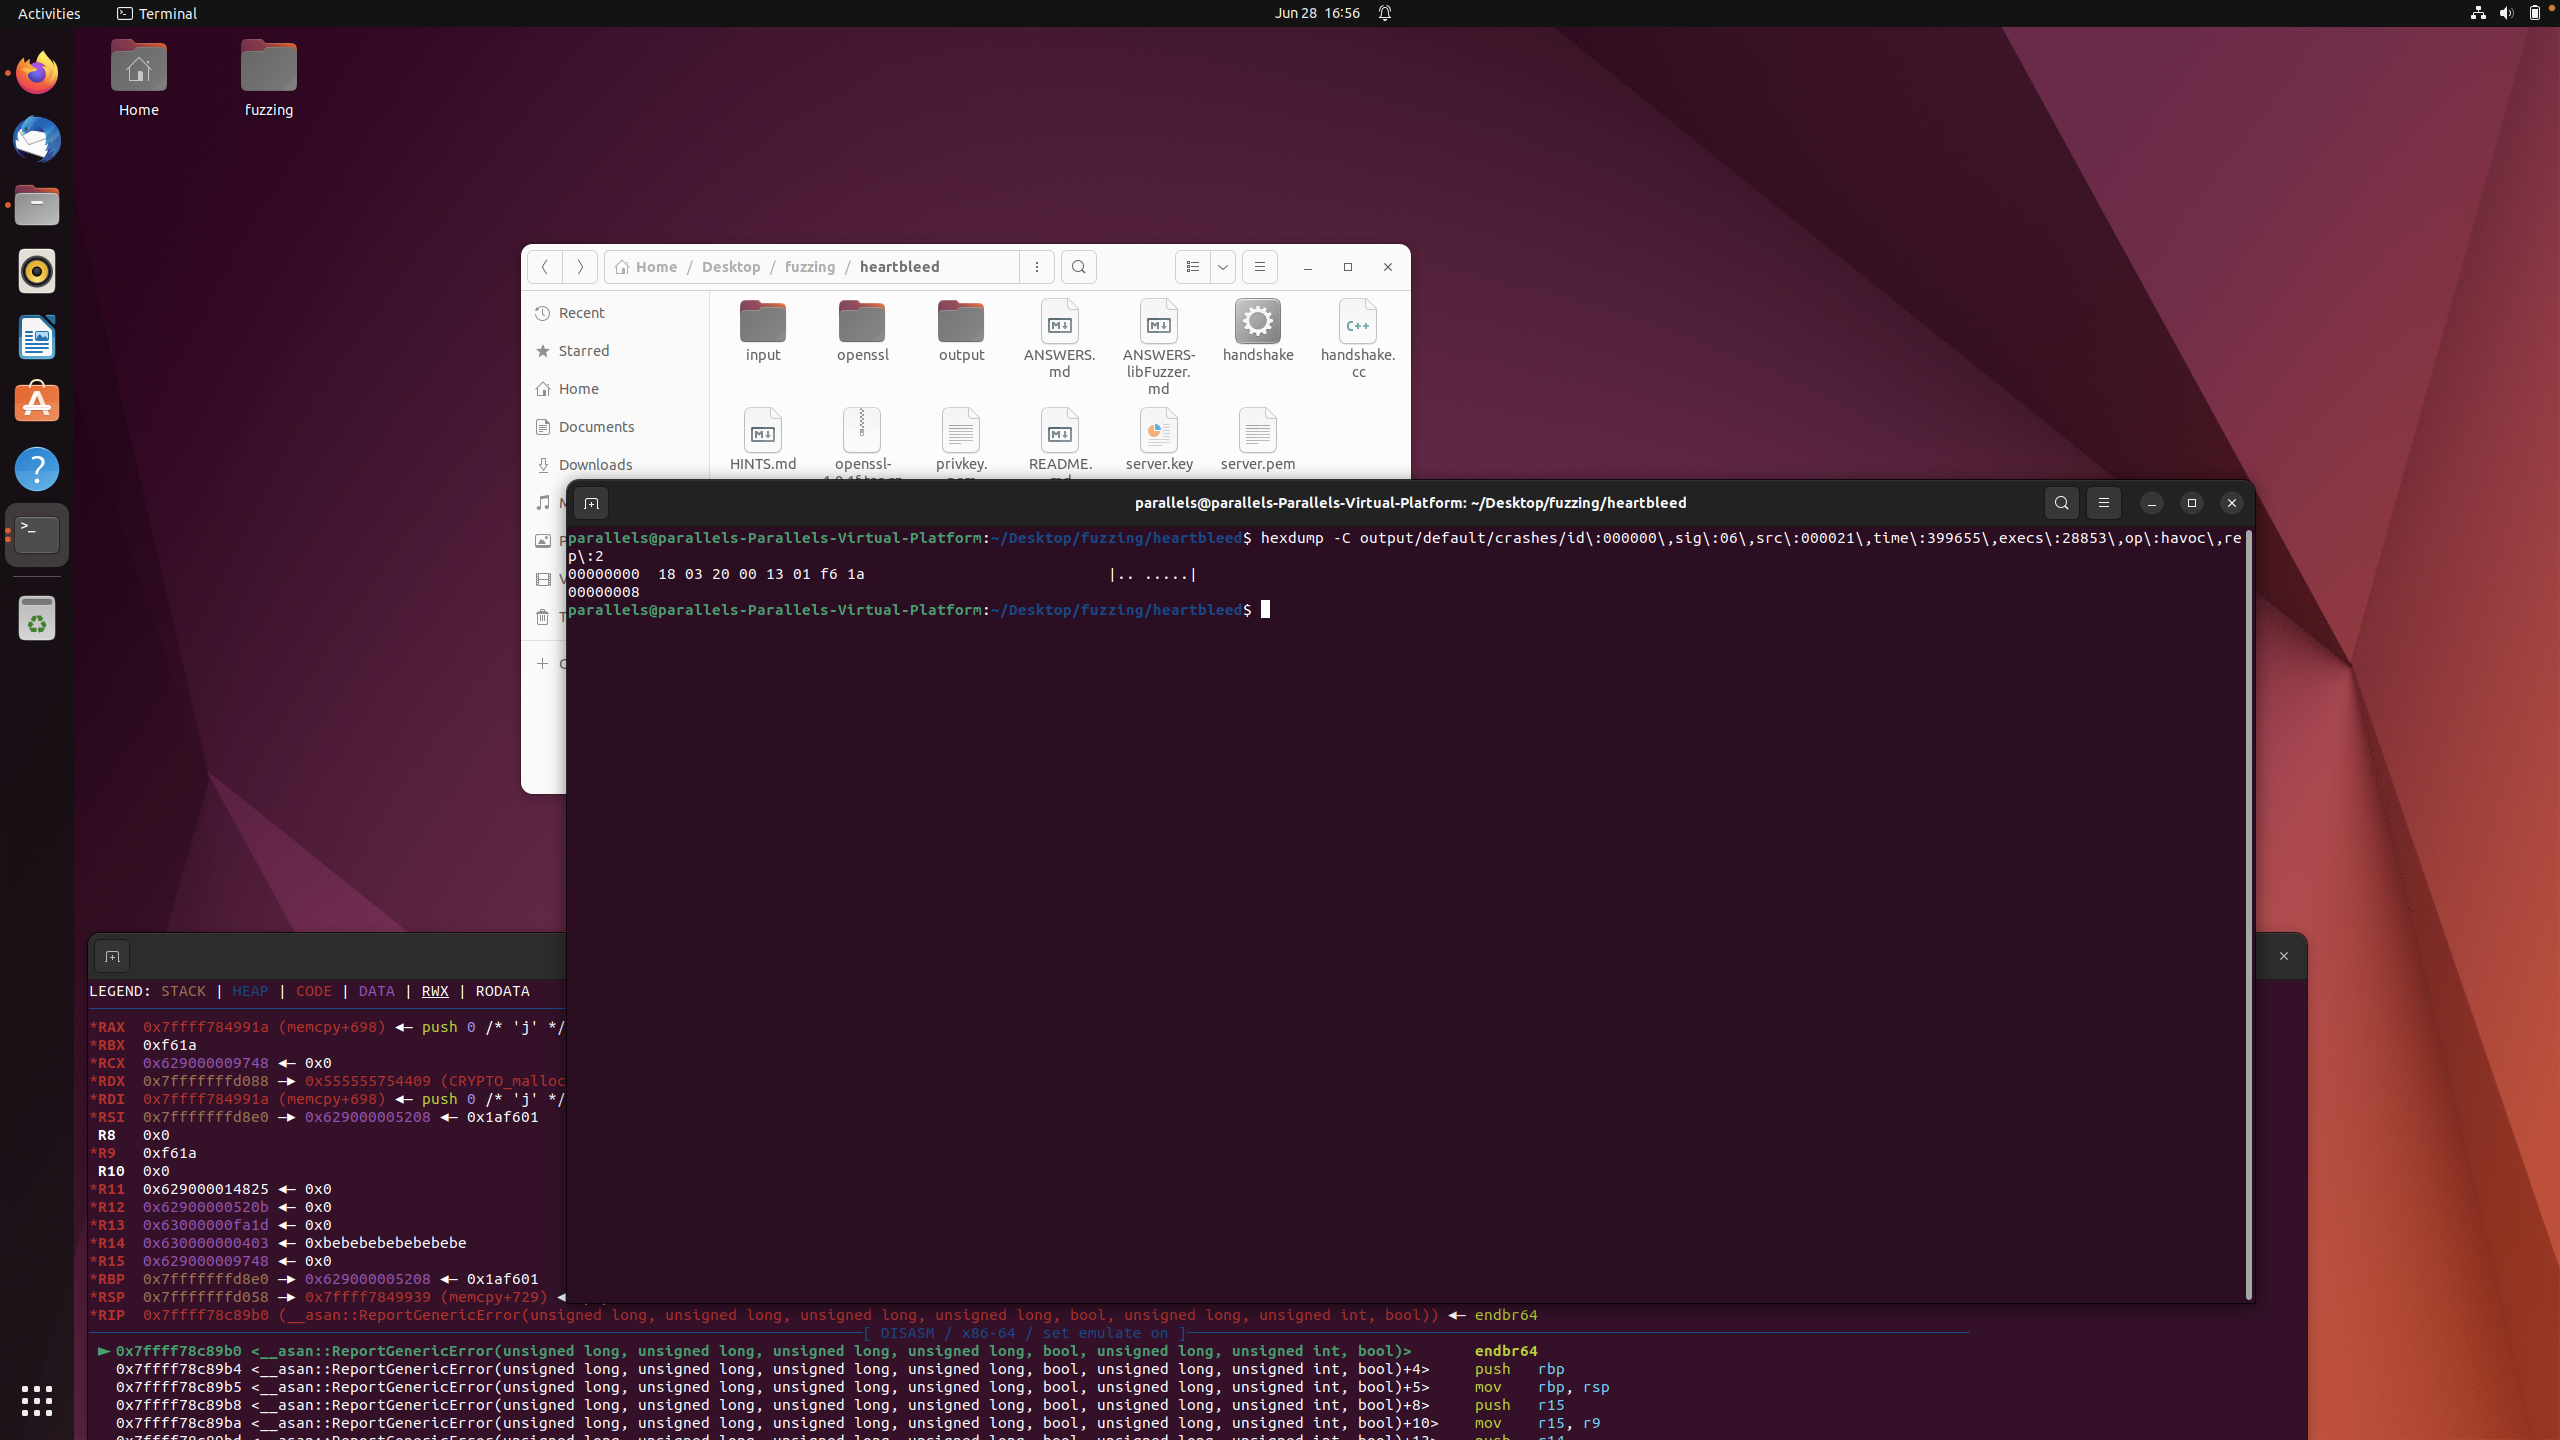 Activities
Terminal
Jun 28 16:56
Home
fuzzing
Home / Desktop / fuzzing / heartbleed
Recent
Starred
Home
Documents
Downloads
input
openssl
output
ANSWERS.
md
ANSWERS-
libFuzzer.
md
handshake
handshake.
cc
HINTS.md
openssl-
privkey.
README.
server.key
server.pem
parallels@parallels-Parallels-Virtual-Platform: ~/Desktop/fuzzing/heartbleed
parallels@parallels-Parallels-Virtual-Platform:~/Desktop/fuzzing/heartbleed$ hexdump -C output/default/crashes/id\:000000\,sig\:06\,src\:000021\,time\:399655\,execs\:28853\,op\:havoc\,re
p\:2
00000000  18 03 20 00 13 01 f6 1a                           |.. .....|
00000008
parallels@parallels-Parallels-Virtual-Platform:~/Desktop/fuzzing/heartbleed$
LEGEND: STACK | HEAP | CODE | DATA | RWX | RODATA
*RAX  0x7ffff784991a (memcpy+698) ◂— push 0 /* 'j' */
*RBX  0xf61a
*RCX  0x629000009748 ◂— 0x0
*RDX  0x7fffffffd088 —▸ 0x555555754409 (CRYPTO_malloc
*RDI  0x7ffff784991a (memcpy+698) ◂— push 0 /* 'j' */
*RSI  0x7fffffffd8e0 —▸ 0x629000005208 ◂— 0x1af601
R8   0x0
*R9   0xf61a
R10  0x0
*R11  0x629000014825 ◂— 0x0
*R12  0x62900000520b ◂— 0x0
*R13  0x63000000fa1d ◂— 0x0
*R14  0x630000000403 ◂— 0xbebebebebebebebe
*R15  0x629000009748 ◂— 0x0
*RBP  0x7fffffffd8e0 —▸ 0x629000005208 ◂— 0x1af601
*RSP  0x7fffffffd058 —▸ 0x7ffff7849939 (memcpy+729) ◂
*RIP  0x7ffff78c89b0 (__asan::ReportGenericError(unsigned long, unsigned long, unsigned long, unsigned long, bool, unsigned long, unsigned int, bool)) ◂— endbr64
[ DISASM / x86-64 / set emulate on ]
► 0x7ffff78c89b0 <__asan::ReportGenericError(unsigned long, unsigned long, unsigned long, unsigned long, bool, unsigned long, unsigned int, bool)>       endbr64
0x7ffff78c89b4 <__asan::ReportGenericError(unsigned long, unsigned long, unsigned long, unsigned long, bool, unsigned long, unsigned int, bool)+4>     push   rbp
0x7ffff78c89b5 <__asan::ReportGenericError(unsigned long, unsigned long, unsigned long, unsigned long, bool, unsigned long, unsigned int, bool)+5>     mov    rbp, rsp
0x7ffff78c89b8 <__asan::ReportGenericError(unsigned long, unsigned long, unsigned long, unsigned long, bool, unsigned long, unsigned int, bool)+8>     push   r15
0x7ffff78c89ba <__asan::ReportGenericError(unsigned long, unsigned long, unsigned long, unsigned long, bool, unsigned long, unsigned int, bool)+10>    mov    r15, r9